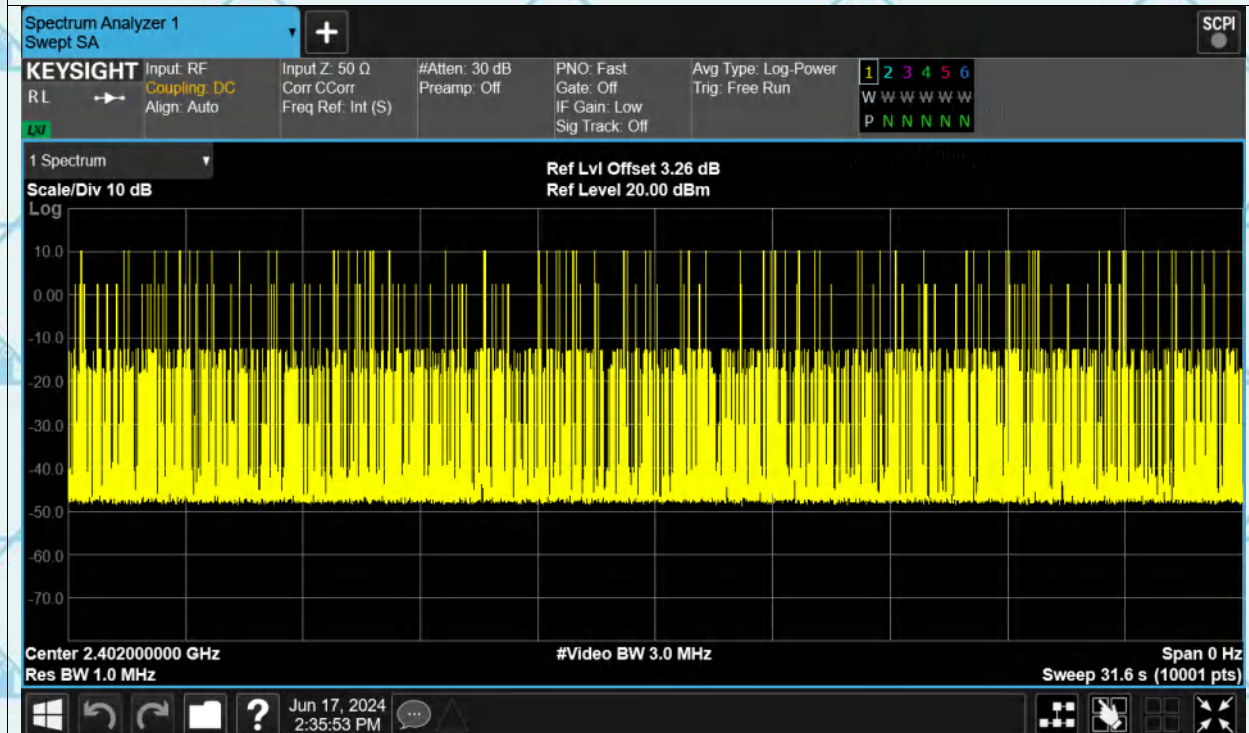 Spectrum Analyzer 1
Swept SA
+
SCPI
KEYSIGHT
RL
LXI
Input: RF
Coupling: DC
Align: Auto
Input Z: 50 Ω
Corr CCorr
Freq Ref: Int (S)
#Atten: 30 dB
Preamp: Off
PNO: Fast
Gate: Off
IF Gain: Low
Sig Track: Off
Avg Type: Log-Power
Trig: Free Run
1 2 3 4 5 6
W W W W W W
P N N N N N
1 Spectrum
Scale/Div 10 dB
Ref Lvl Offset 3.26 dB
Ref Level 20.00 dBm
Log
10.0
0.00
-10.0
-20.0
-30.0
-40.0
-50.0
-60.0
-70.0
Center 2.402000000 GHz
#Video BW 3.0 MHz
Span 0 Hz
Res BW 1.0 MHz
Sweep 31.6 s (10001 pts)
?
Jun 17, 2024
2:35:53 PM